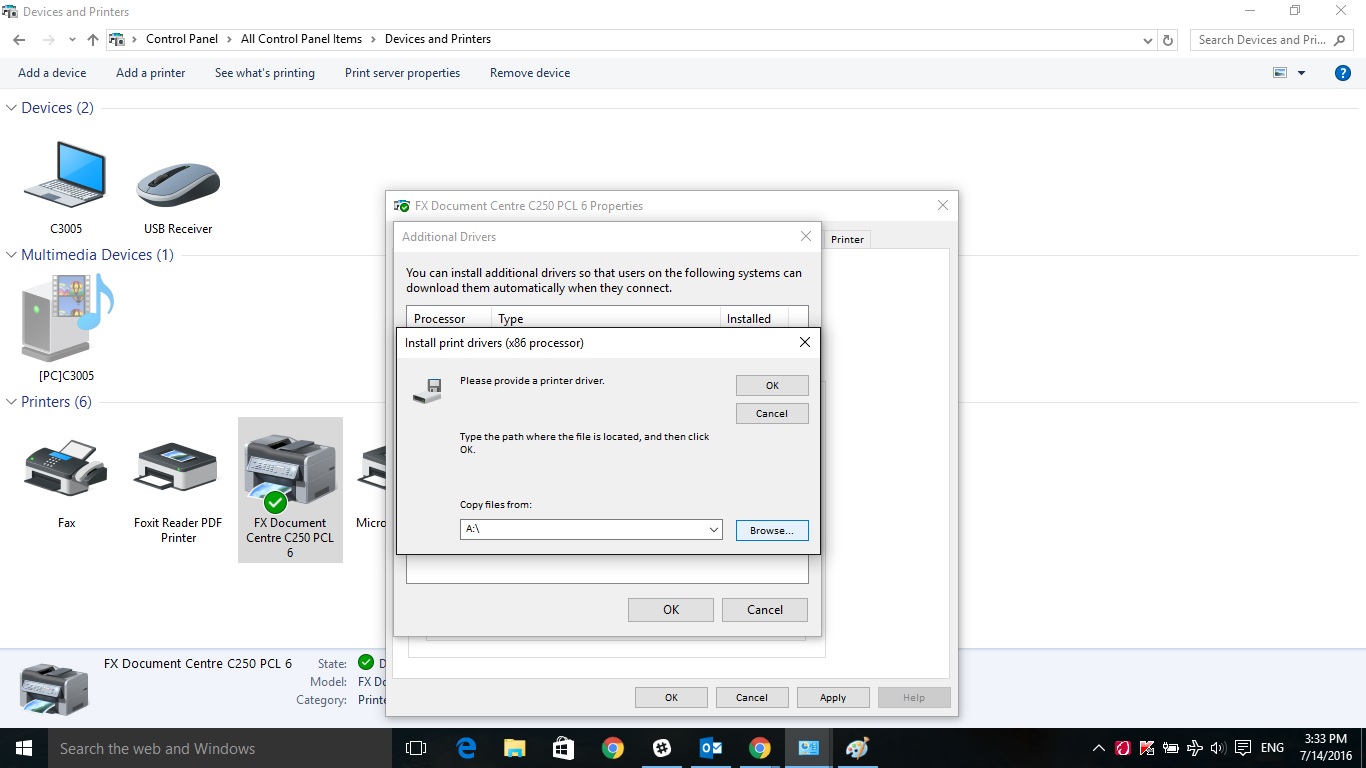 Devices and Printers
Control Panel > All Control Panel Items > Devices and Printers
Search Devices and Pri...
Add a device
Add a printer
See what's printing
Print server properties
Remove device
?
Devices (2)
C3005
USB Receiver
Multimedia Devices (1)
[PC]C3005
Printers (6)
Fax
Foxit Reader PDF
Printer
FX Document
Centre C250 PCL
6
Micro
FX Document Centre C250 PCL 6 Properties
Printer
Additional Drivers
You can install additional drivers so that users on the following systems can
download them automatically when they connect.
Processor
Type
Installed
Install print drivers (x86 processor)
Please provide a printer driver.
OK
Cancel
Type the path where the file is located, and then click
OK.
Copy files from:
A:\
Browse...
OK
Cancel
OK
Cancel
Apply
Help
FX Document Centre C250 PCL 6
State:
D
Model:
FX Do
Category:
Printe
Search the web and Windows
ENG
3:33 PM
7/14/2016